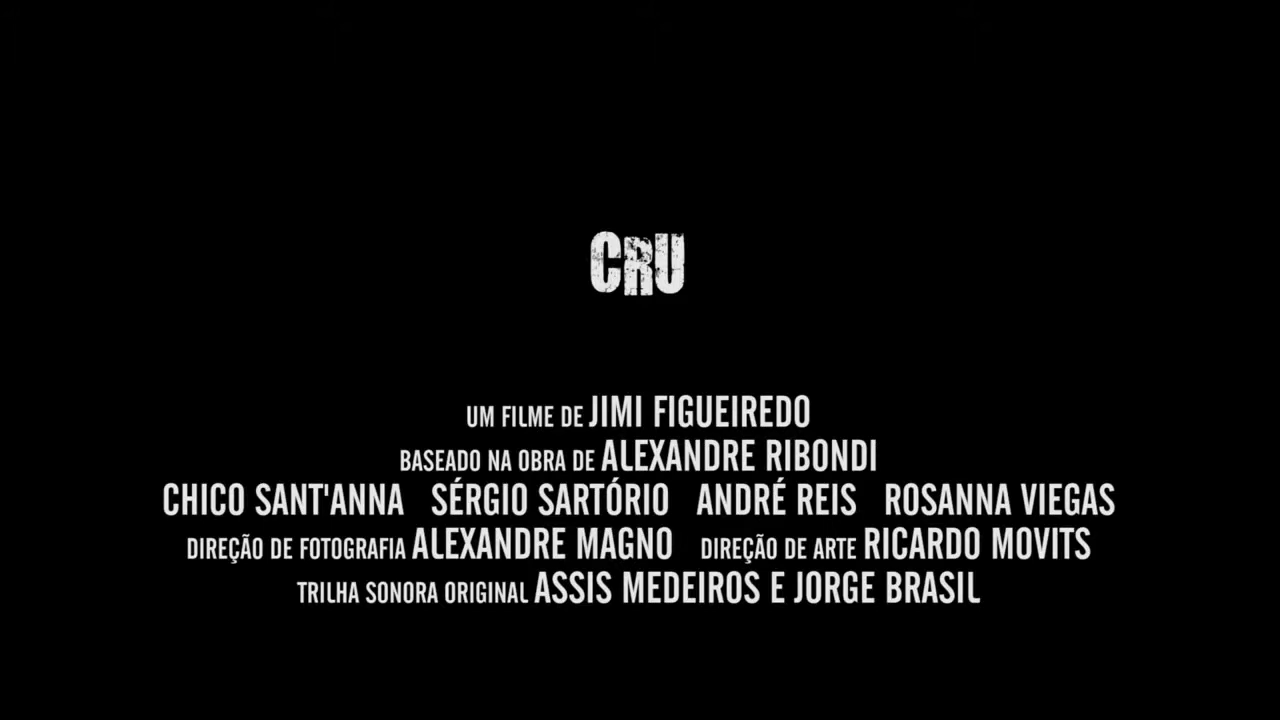 CRU
UM FILME DE JIMI FIGUEIREDO
BASEADO NA OBRA DE ALEXANDRE RIBONDI
CHICO SANT'ANNA SÉRGIO SARTÓRIO ANDRÉ REIS ROSANNA VIEGAS
DIREÇÃO DE FOTOGRAFIA ALEXANDRE MAGNO DIREÇÃO DE ARTE RICARDO MOVITS
TRILHA SONORA ORIGINAL ASSIS MEDEIROS E JORGE BRASIL